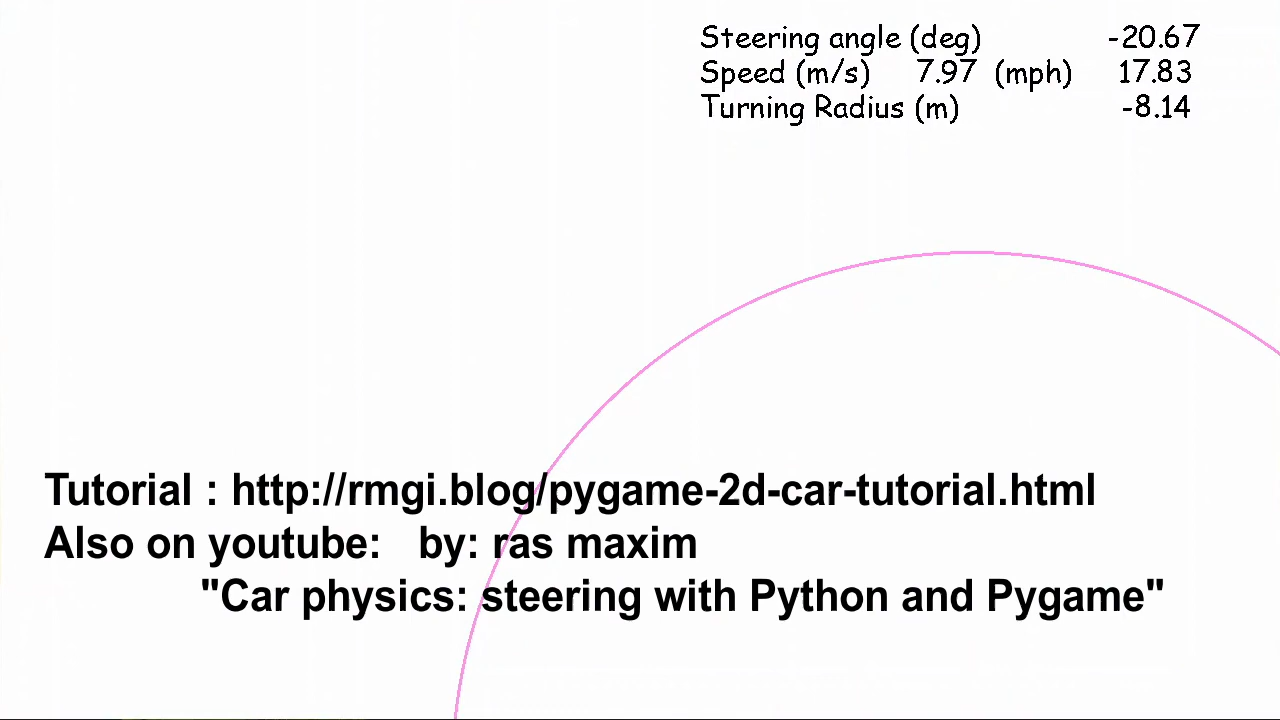 Steering angle (deg) -20.67
Speed (m/s) 7.97 (mph) 17.83
Turning Radius (m) -8.14
Tutorial : http://rmgi.blog/pygame-2d-car-tutorial.html
Also on youtube: by: ras maxim
"Car physics: steering with Python and Pygame"